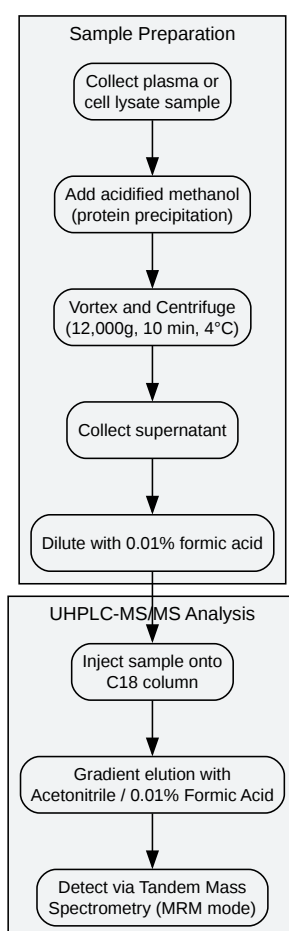 Sample Preparation
Collect plasma or
cell lysate sample
Add acidified methanol
(protein precipitation)
Vortex and Centrifuge
(12,000g, 10 min, 4°C)
Collect supernatant
Dilute with 0.01% formic acid
UHPLC-MS/MS Analysis
Inject sample onto
C18 column
Gradient elution with
Acetonitrile / 0.01% Formic Acid
Detect via Tandem Mass
Spectrometry (MRM mode)